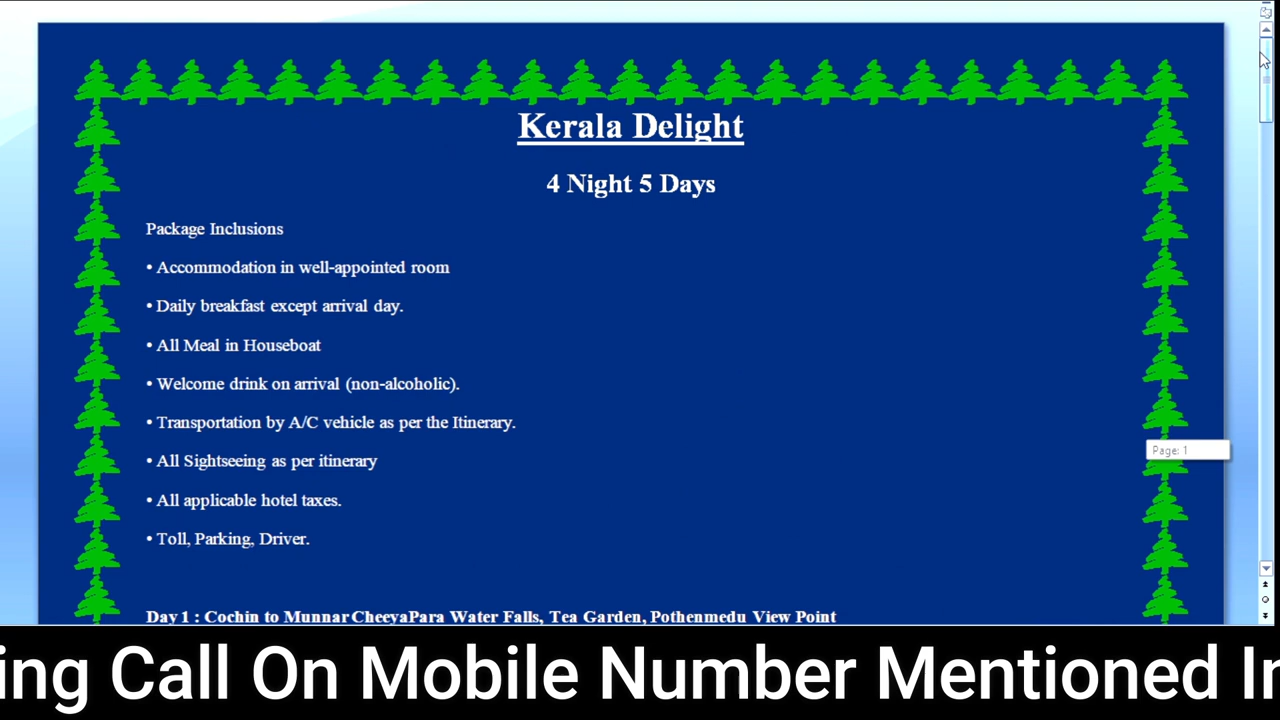 Kerala Delight
4 Night 5 Days
Package Inclusions
• Accommodation in well-appointed room
• Daily breakfast except arrival day.
• All Meal in Houseboat
• Welcome drink on arrival (non-alcoholic).
• Transportation by A/C vehicle as per the Itinerary.
Page: 1
• All Sightseeing as per itinerary
• All applicable hotel taxes.
• Toll, Parking, Driver.
Day 1 : Cochin to Munnar CheeyaPara Water Falls, Tea Garden, Pothenmedu View Point
ing Call On Mobile Number Mentioned In